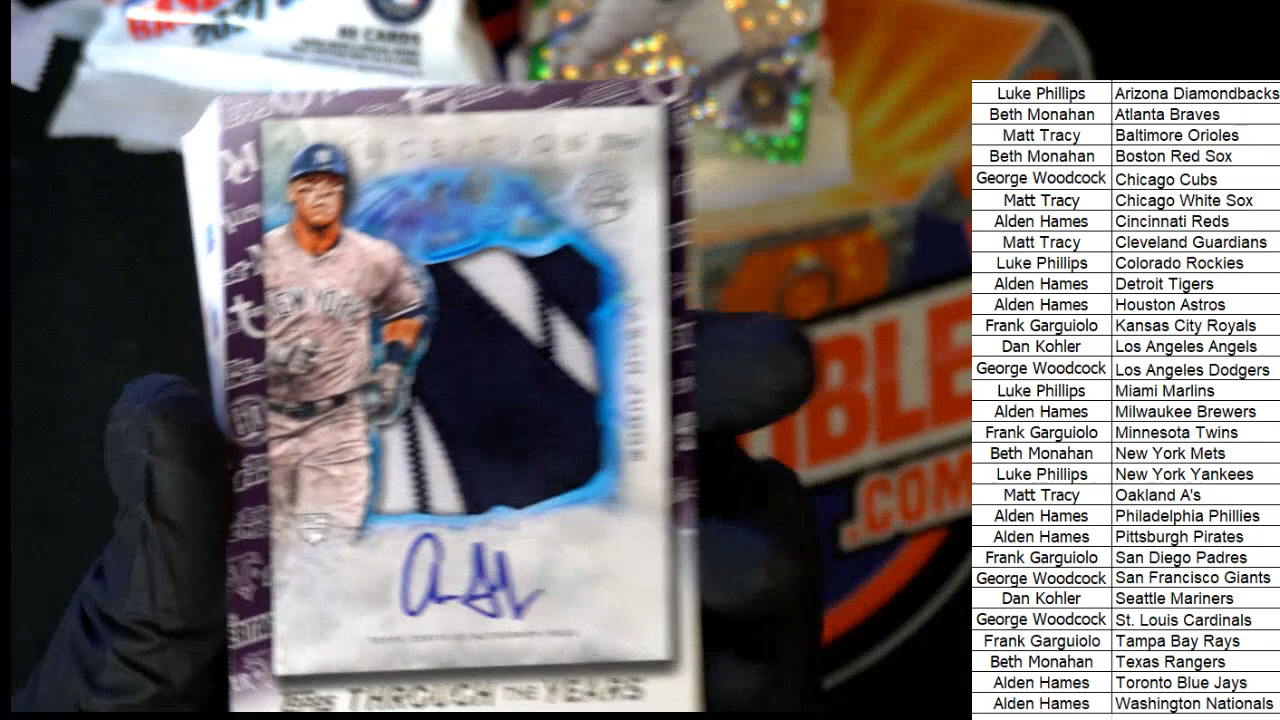 40 CARDS
INCEPTION
NEW YORK
THROUGH THE YEARS
IBLE
.COM
Luke Phillips Arizona Diamondbacks
Beth Monahan Atlanta Braves
Matt Tracy Baltimore Orioles
Beth Monahan Boston Red Sox
George Woodcock Chicago Cubs
Matt Tracy Chicago White Sox
Alden Hames Cincinnati Reds
Matt Tracy Cleveland Guardians
Luke Phillips Colorado Rockies
Alden Hames Detroit Tigers
Alden Hames Houston Astros
Frank Garguiolo Kansas City Royals
Dan Kohler Los Angeles Angels
George Woodcock Los Angeles Dodgers
Luke Phillips Miami Marlins
Alden Hames Milwaukee Brewers
Frank Garguiolo Minnesota Twins
Beth Monahan New York Mets
Luke Phillips New York Yankees
Matt Tracy Oakland A's
Alden Hames Philadelphia Phillies
Alden Hames Pittsburgh Pirates
Frank Garguiolo San Diego Padres
George Woodcock San Francisco Giants
Dan Kohler Seattle Mariners
George Woodcock St. Louis Cardinals
Frank Garguiolo Tampa Bay Rays
Beth Monahan Texas Rangers
Alden Hames Toronto Blue Jays
Alden Hames Washington Nationals